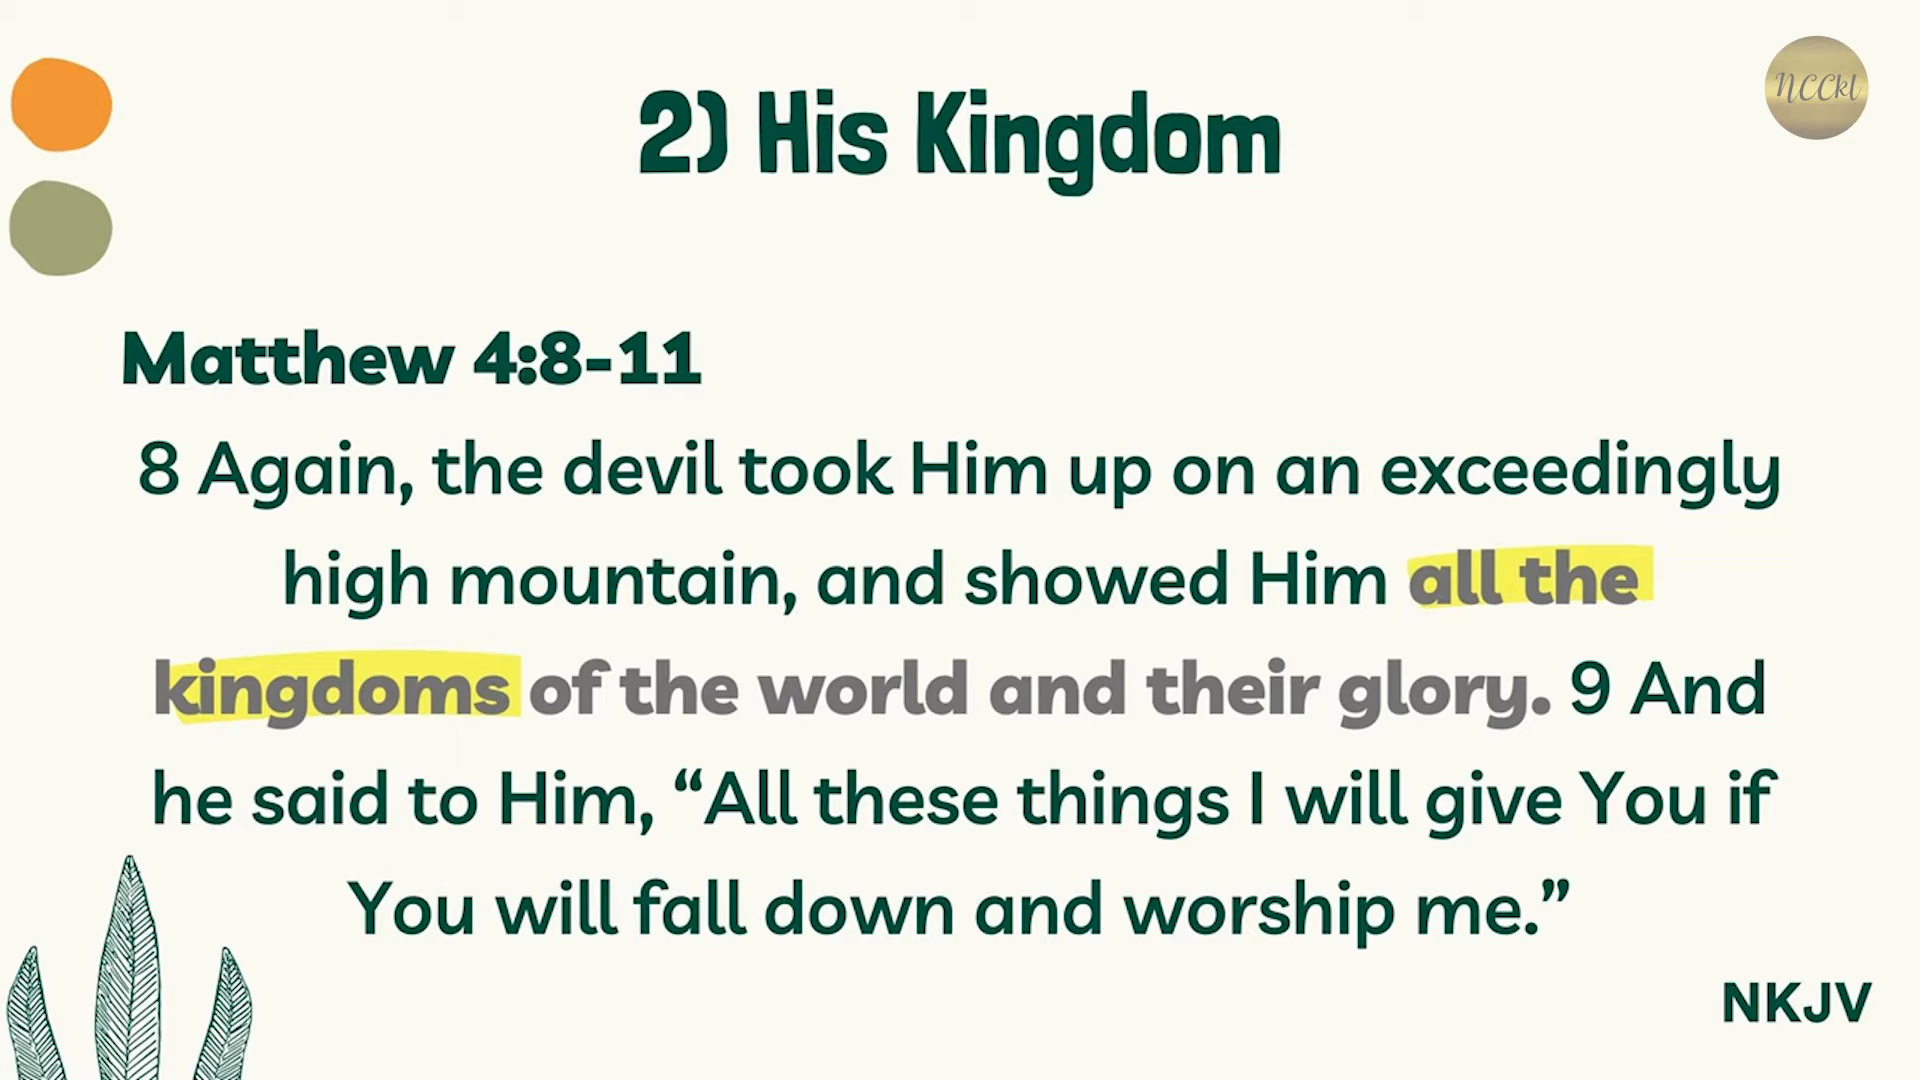 NCCkl
2) His Kingdom
Matthew 4:8-11
8 Again, the devil took Him up on an exceedingly
high mountain, and showed Him all the
kingdoms of the world and their glory. 9 And
he said to Him, “All these things I will give You if
You will fall down and worship me.”
NKJV